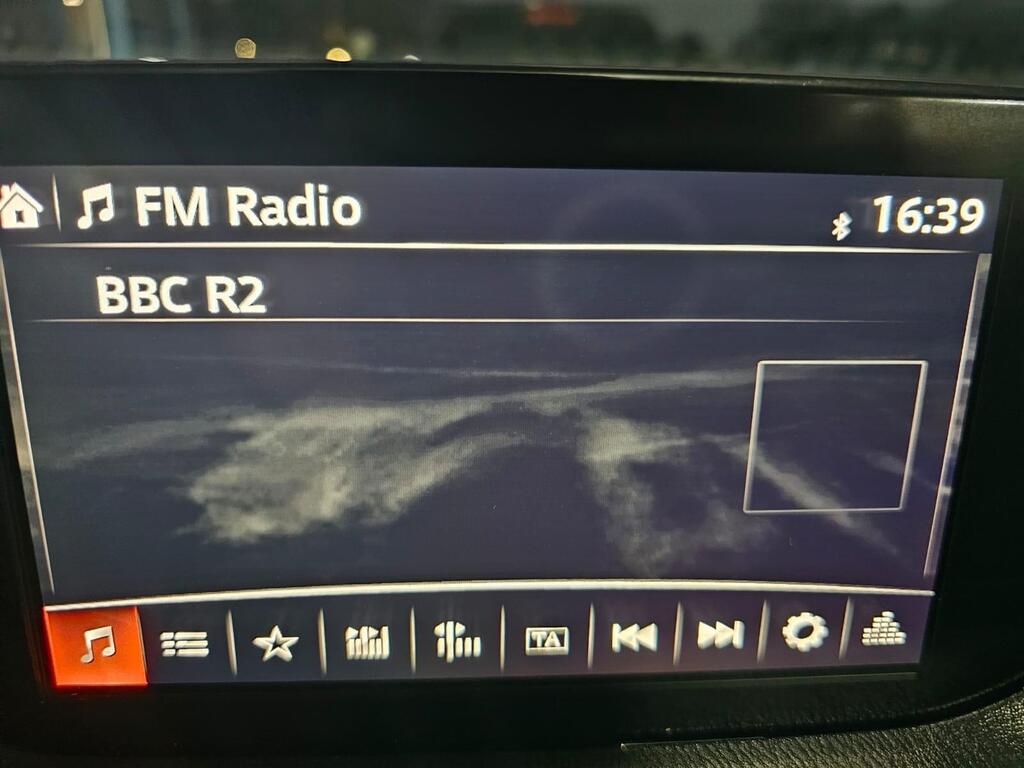 FM Radio
16:39
BBC R2
TA